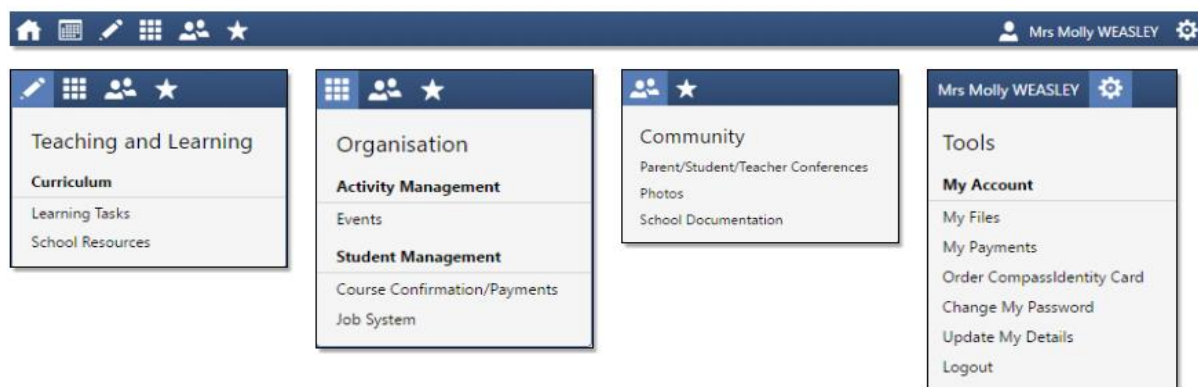 Mrs Molly WEASLEY
Teaching and Learning
Curriculum
Learning Tasks
School Resources
Organisation
Activity Management
Events
Student Management
Course Confirmation/Payments
Job System
Community
Parent/Student/Teacher Conferences
Photos
School Documentation
Mrs Molly WEASLEY
Tools
My Account
My Files
My Payments
Order CompassIdentity Card
Change My Password
Update My Details
Logout